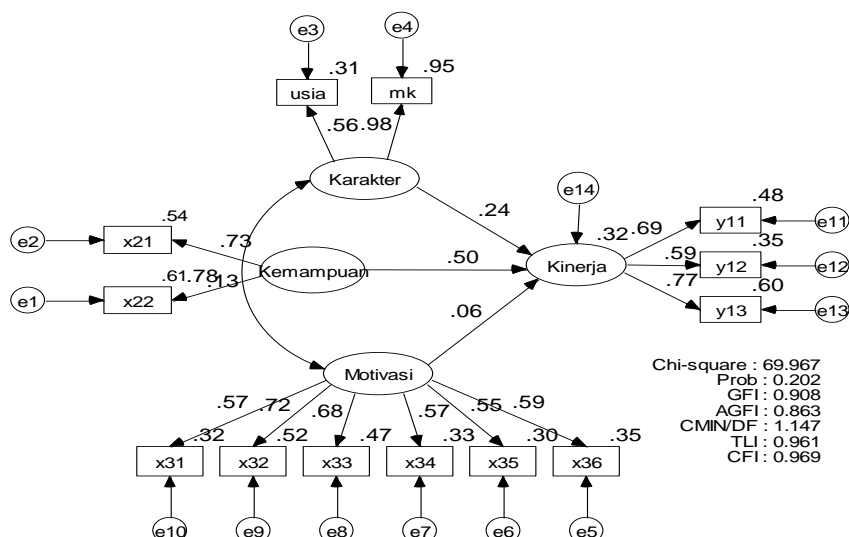 e3
e4
.31
.95
usia
mk
.56
.98
Karakter
e14
.24
.48
.54
.32
.69
y11
e11
e2
x21
.73
.35
.59
Kemampuan
.50
Kinerja
y12
e12
.61
.78
.77
.60
e1
x22
.13
.06
y13
e13
Motivasi
Chi-square : 69.967
Prob : 0.202
GFI : 0.908
AGFI : 0.863
CMIN/DF : 1.147
TLI : 0.961
CFI : 0.969
.57
.72
.68
.57
.55
.59
.32
.52
.47
.33
.30
.35
x31
x32
x33
x34
x35
x36
e10
e9
e8
e7
e6
e5